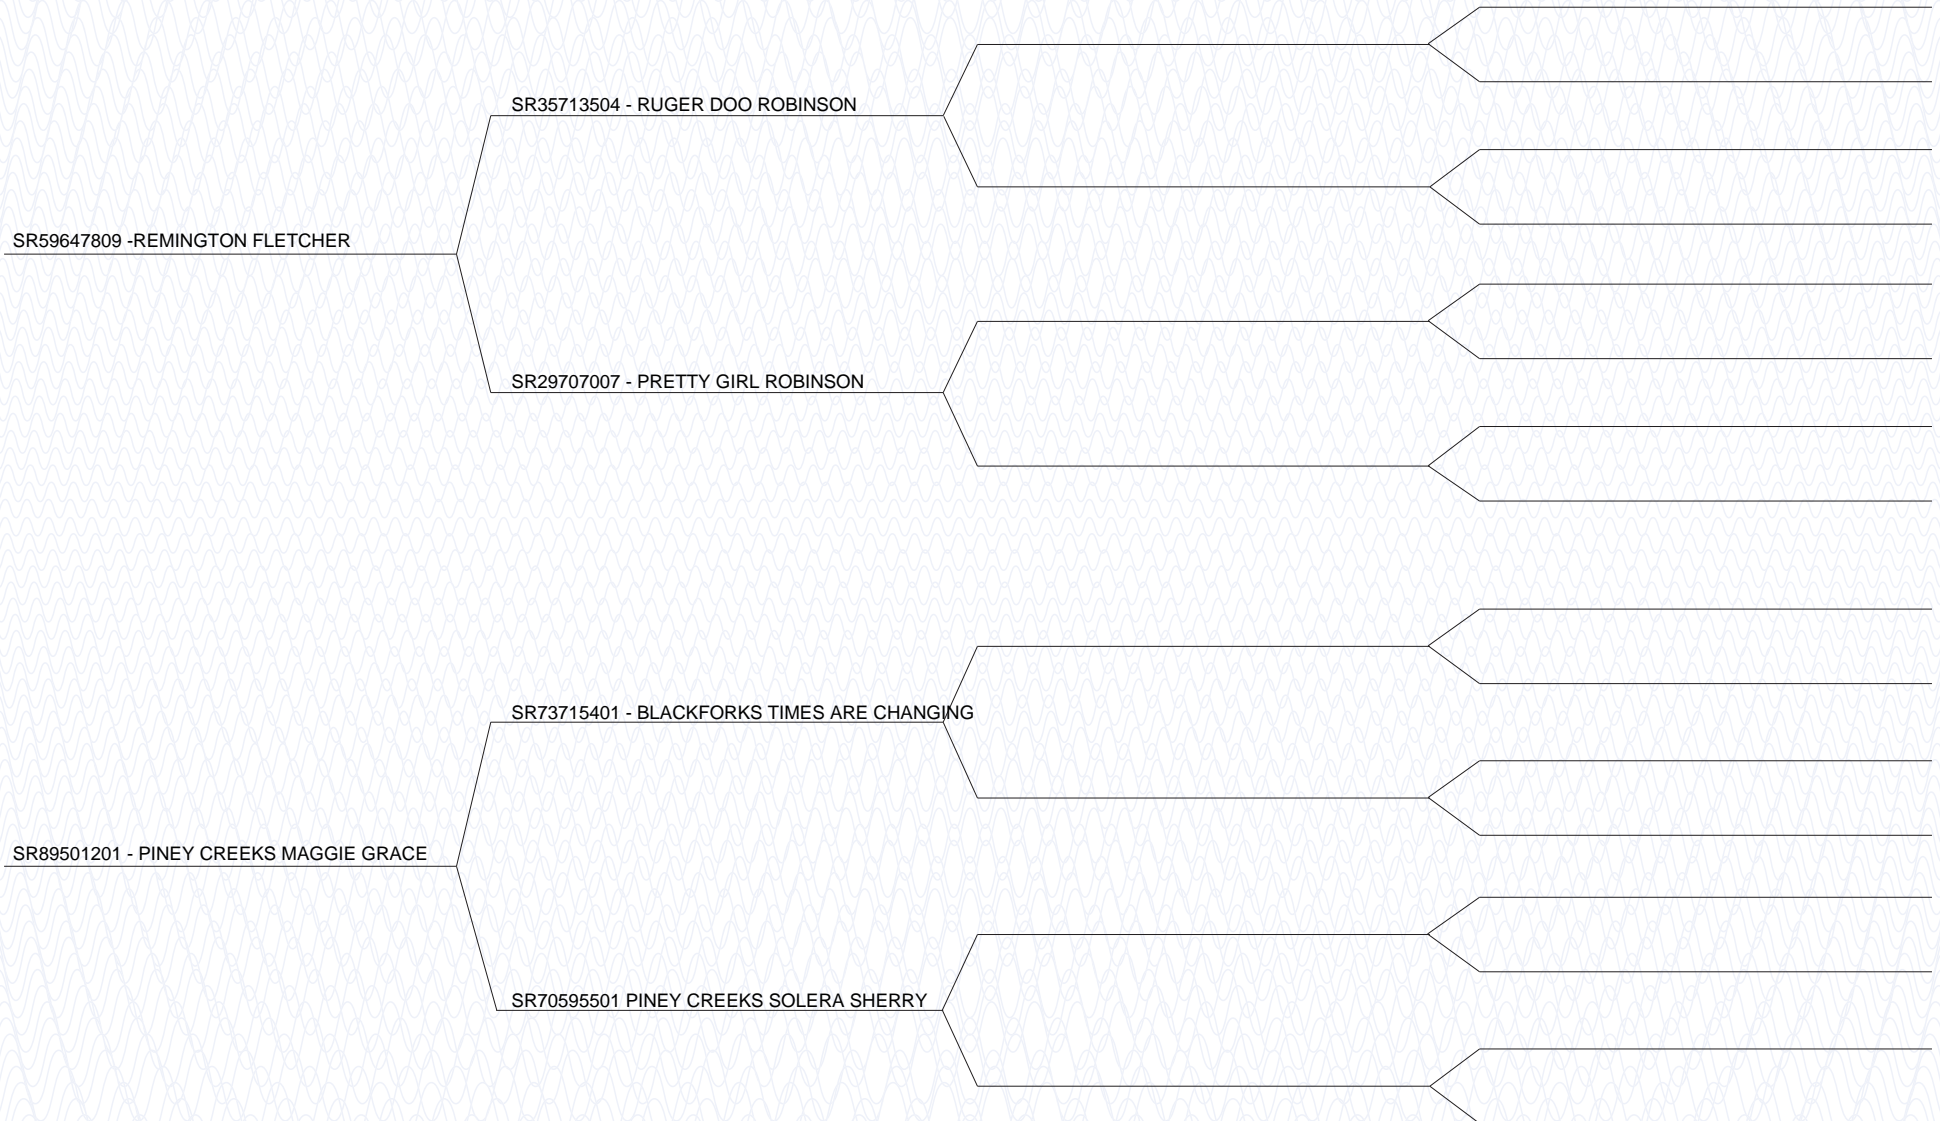 SR35713504 - RUGER DOO ROBINSON
SR59647809 -REMINGTON FLETCHER
SR29707007 - PRETTY GIRL ROBINSON
SR73715401 - BLACKFORKS TIMES ARE CHANGING
SR89501201 - PINEY CREEKS MAGGIE GRACE
SR70595501 PINEY CREEKS SOLERA SHERRY